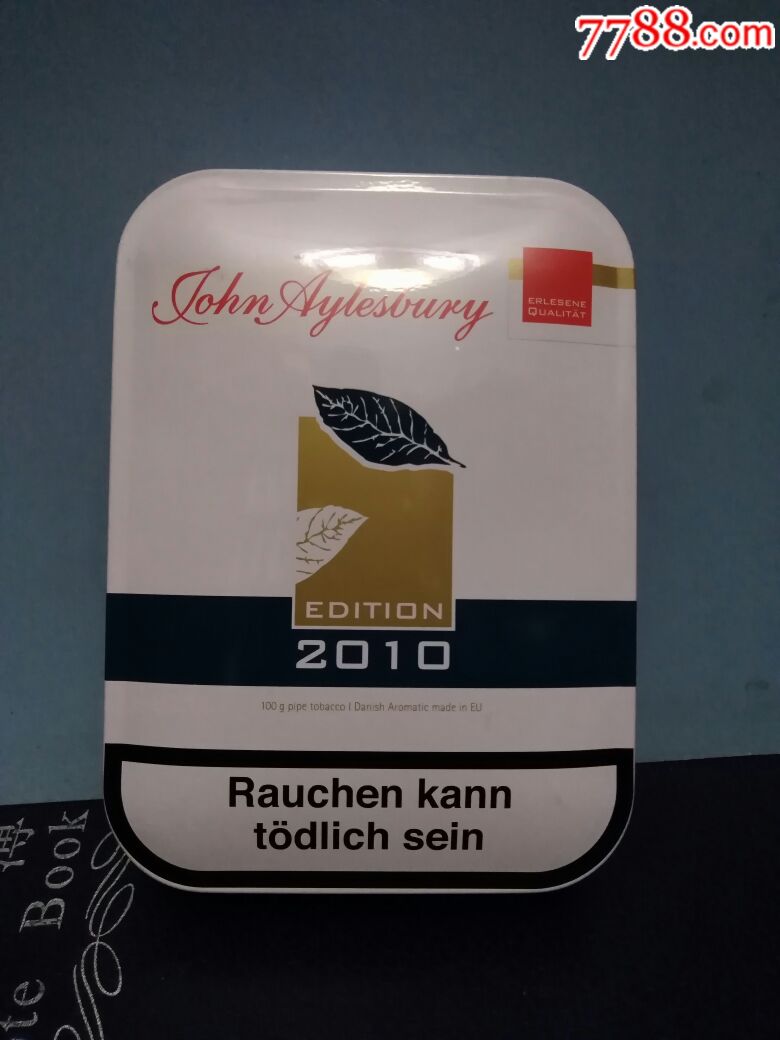 7788.com
John Aylesbury
ERLESENE
QUALITÄT
EDITION
2010
100 g pipe tobacco | Danish Aromatic made in EU
Rauchen kann
tödlich sein
Book